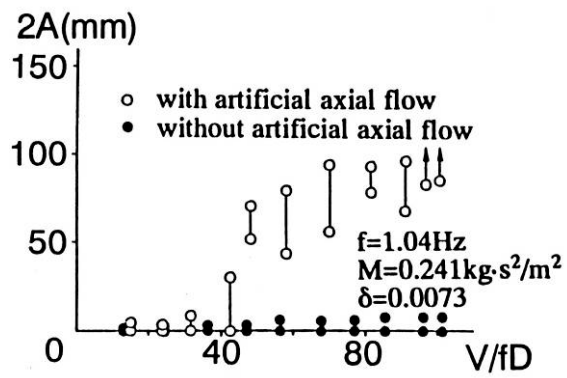 2A(mm)
150
○ with artificial axial flow
● without artificial axial flow
100
50
f=1.04Hz
M=0.241kg·s²/m²
δ=0.0073
0 40 80 V/fD